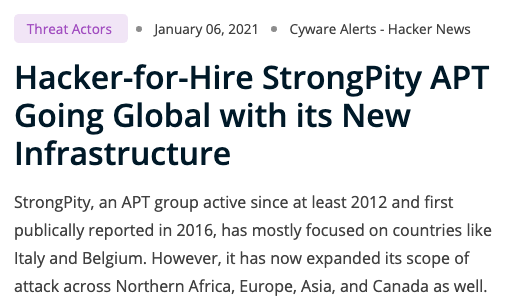 Threat Actors • January 06, 2021 • Cyware Alerts - Hacker News
Hacker-for-Hire StrongPity APT
Going Global with its New
Infrastructure
StrongPity, an APT group active since at least 2012 and first
publically reported in 2016, has mostly focused on countries like
Italy and Belgium. However, it has now expanded its scope of
attack across Northern Africa, Europe, Asia, and Canada as well.